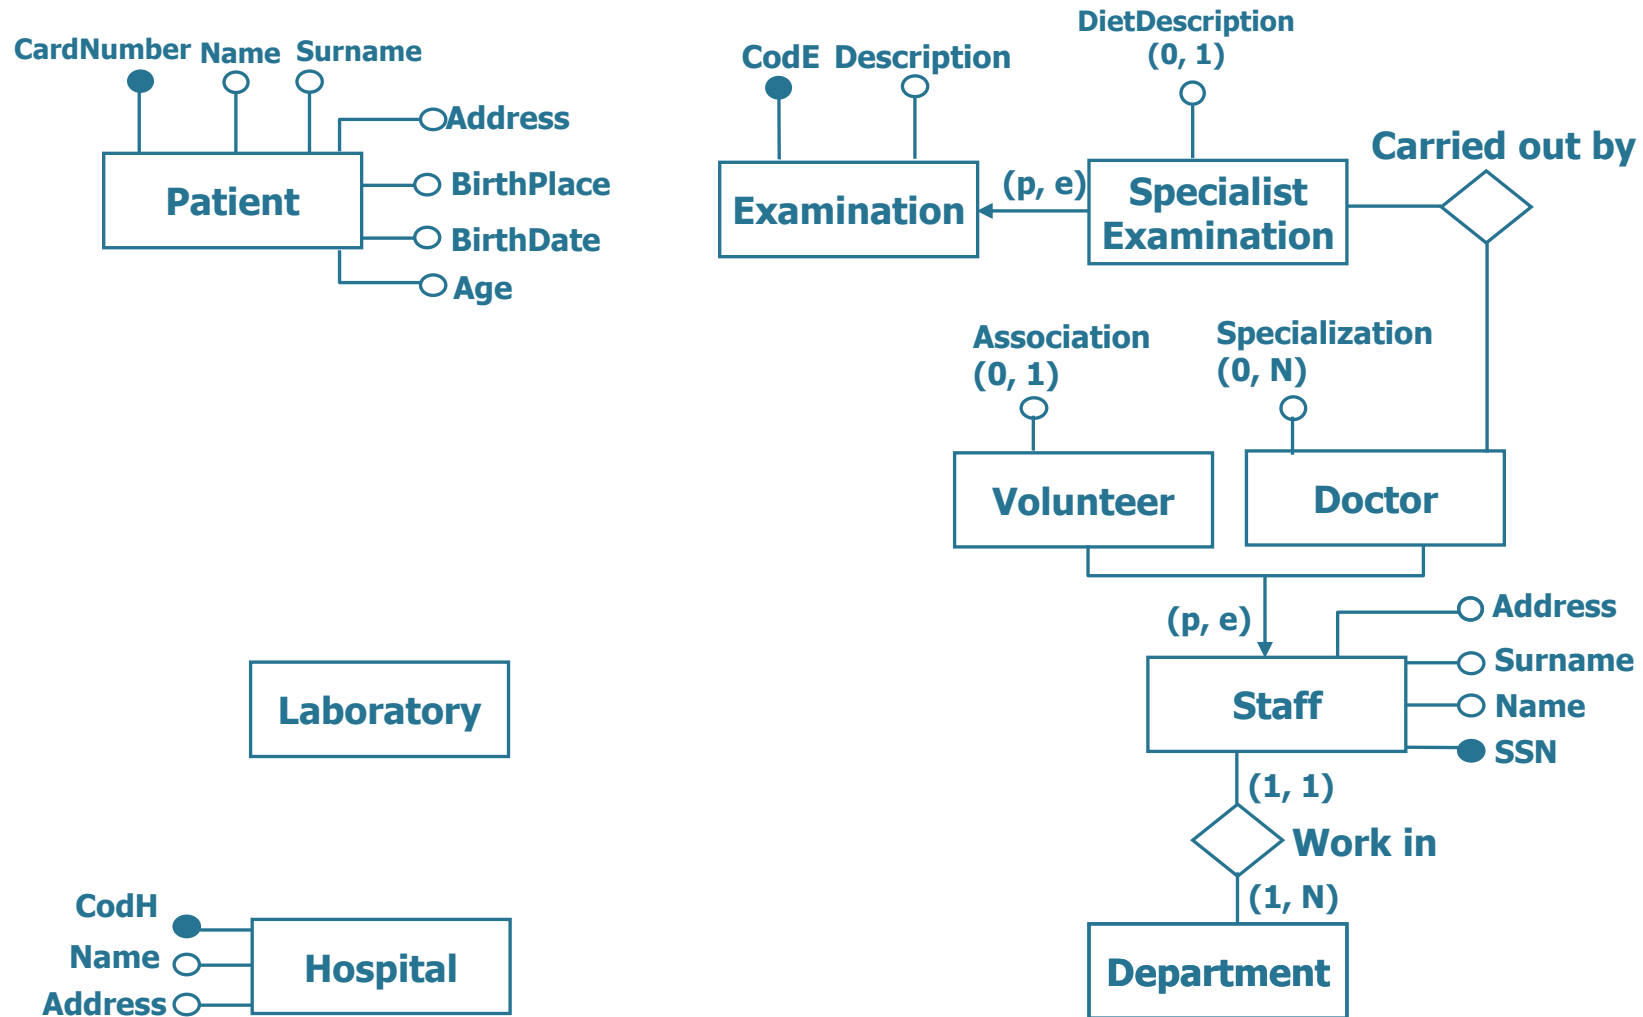 CardNumber
Name
Surname
Address
BirthPlace
BirthDate
Age
Patient
CodE
Description
DietDescription
(0, 1)
Examination
(p, e)
Specialist
Examination
Carried out by
Association
(0, 1)
Specialization
(0, N)
Volunteer
Doctor
(p, e)
Address
Surname
Name
SSN
Staff
(1, 1)
Work in
(1, N)
Department
Laboratory
CodH
Name
Address
Hospital